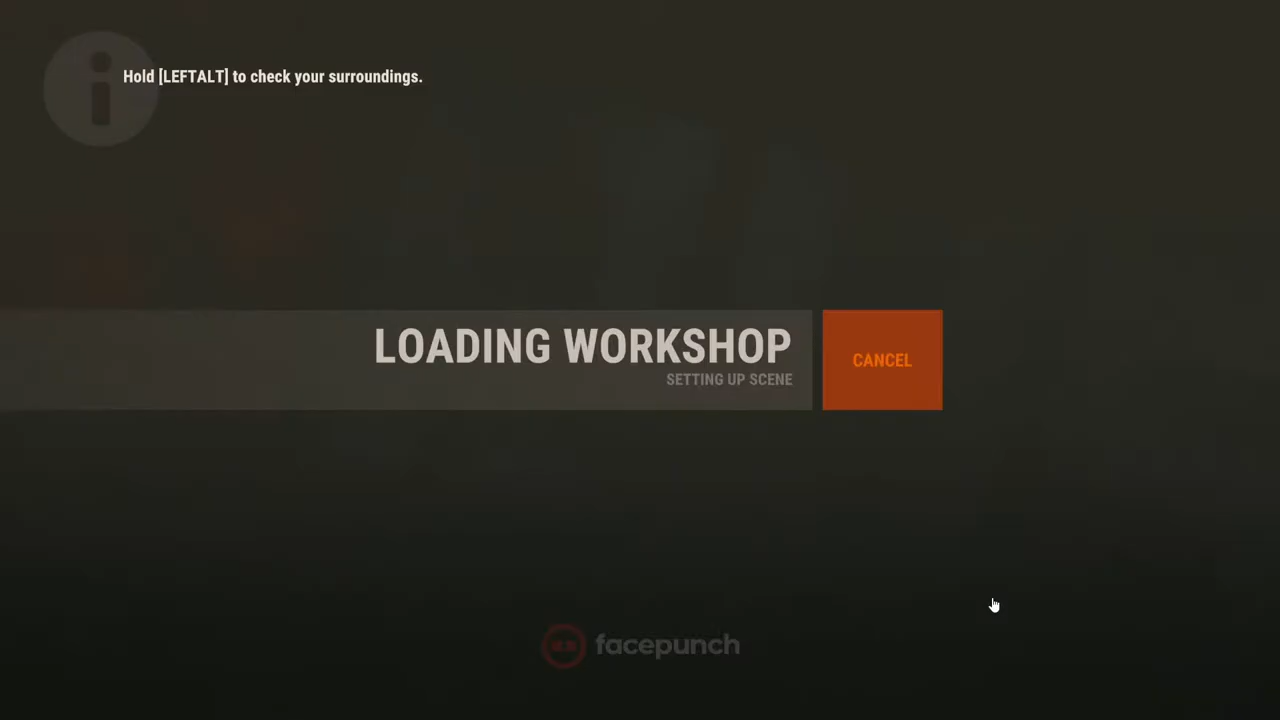 Hold [LEFTALT] to check your surroundings.
LOADING WORKSHOP
SETTING UP SCENE
CANCEL
facepunch